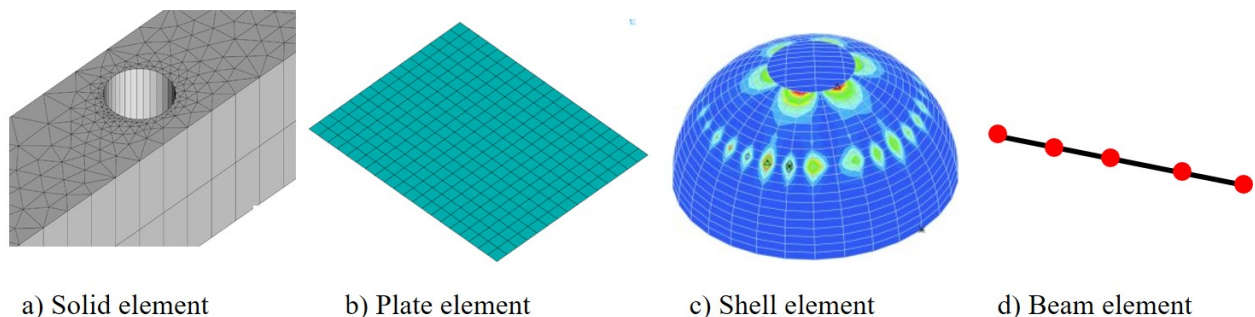 a) Solid element
b) Plate element
c) Shell element
d) Beam element